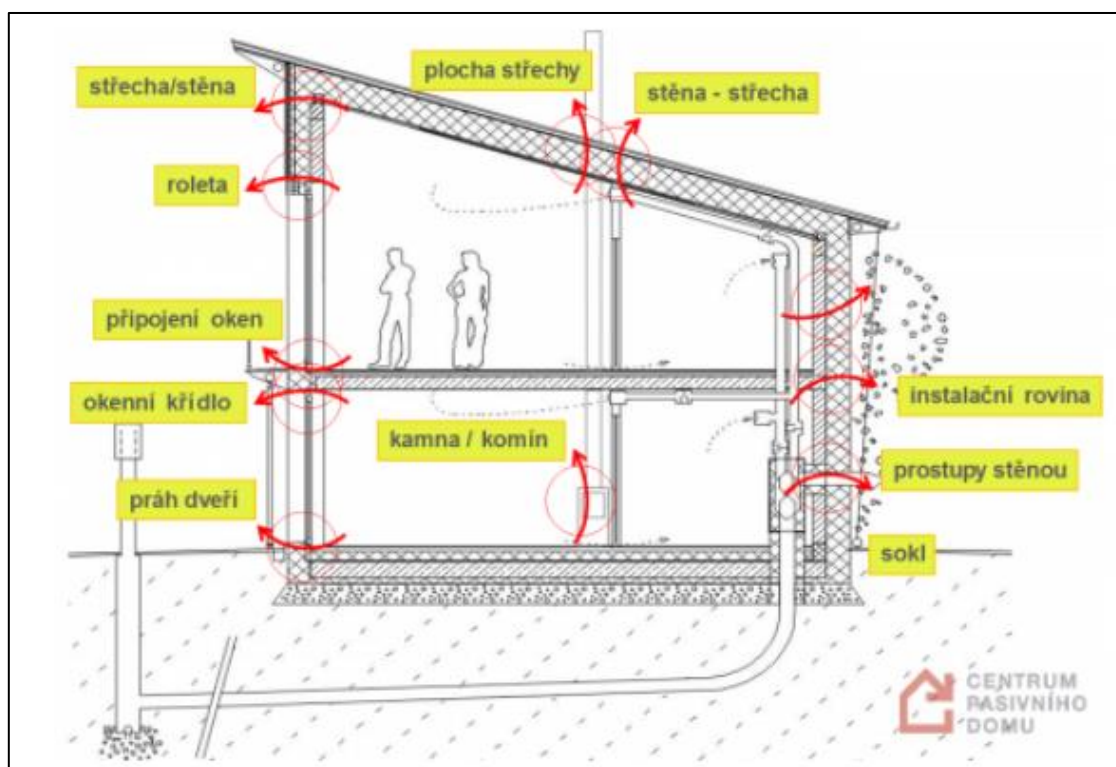 plocha střechy
střecha/stěna
stěna - střecha
roleta
připojení oken
okenní křídlo
instalační rovina
kamna / komín
prostupy stěnou
práh dveří
sokl
CENTRUM
PASIVNÍHO
DOMU